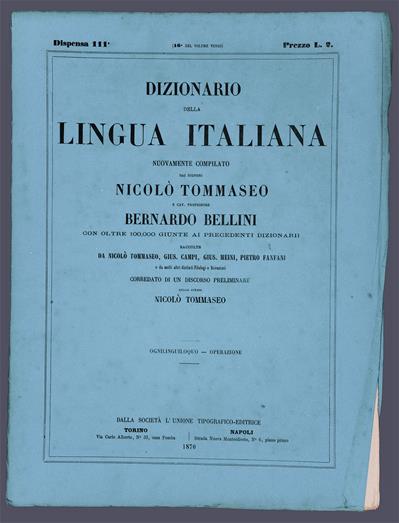 Dispensa 111ª
(16ª DEL VOLUME TERZO)
Prezzo L. 2.
DIZIONARIO
DELLA
LINGUA ITALIANA
NUOVAMENTE COMPILATO
DAI SIGNORI
NICOLÒ TOMMASEO
E CAV. PROFESSORE
BERNARDO BELLINI
CON OLTRE 100,000 GIUNTE AI PRECEDENTI DIZIONARII
RACCOLTE
DA NICOLÒ TOMMASEO, GIUS. CAMPI, GIUS. MEINI, PIETRO FANFANI
e da molti altri distinti Filologi e Scienziati
CORREDATO DI UN DISCORSO PRELIMINARE
DELLO STESSO
NICOLÒ TOMMASEO
OGNILINGUILOQUO — OPERAZIONE
DALLA SOCIETÀ L'UNIONE TIPOGRAFICO-EDITRICE
TORINO
Via Carlo Alberto, N° 33, casa Pomba
NAPOLI
Strada Nuova Monteoliveto, N° 6, piano primo
1870